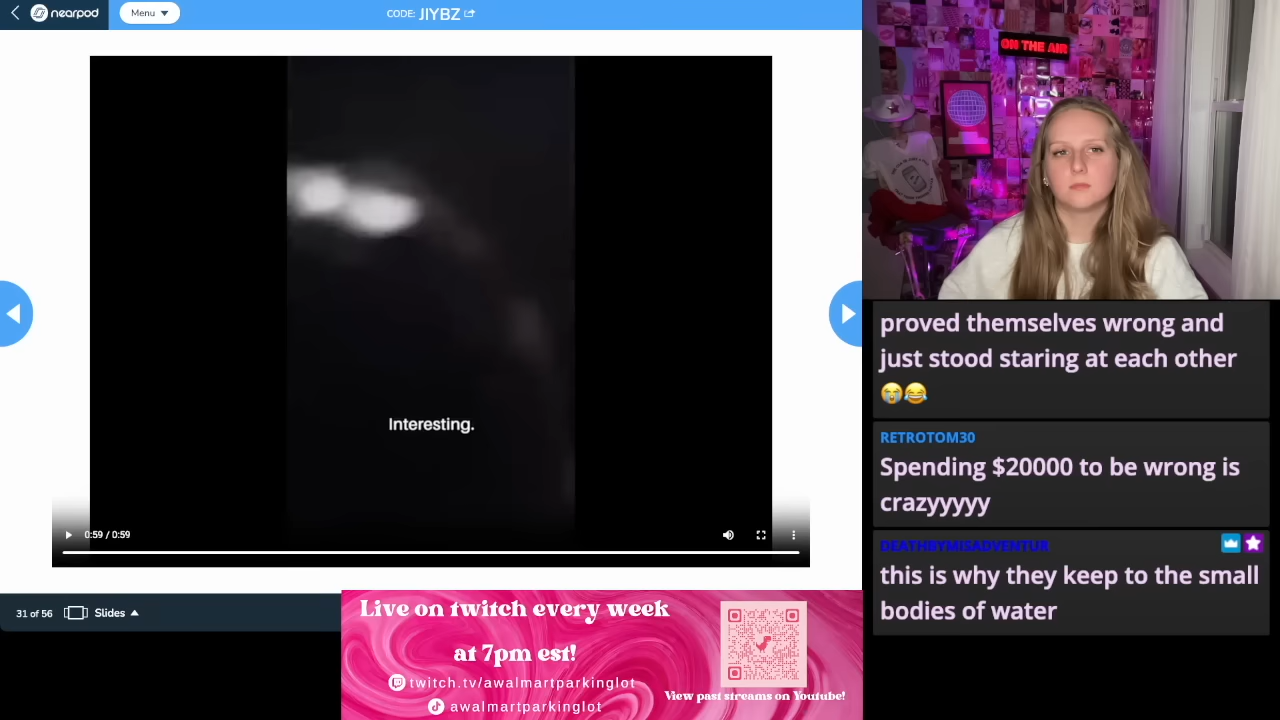 nearpod
Menu
CODE: JIYBZ
ON THE AIR
Interesting.
0:59 / 0:59
31 of 56
Slides
proved themselves wrong and
just stood staring at each other
😭😂
RETROTOM30
Spending $20000 to be wrong is
crazyyyyy
DEATHBYMISADVENTUR
this is why they keep to the small
bodies of water
Live on twitch every week
at 7pm est!
twitch.tv/awalmartparkinglot
awalmartparkinglot
View past streams on Youtube!